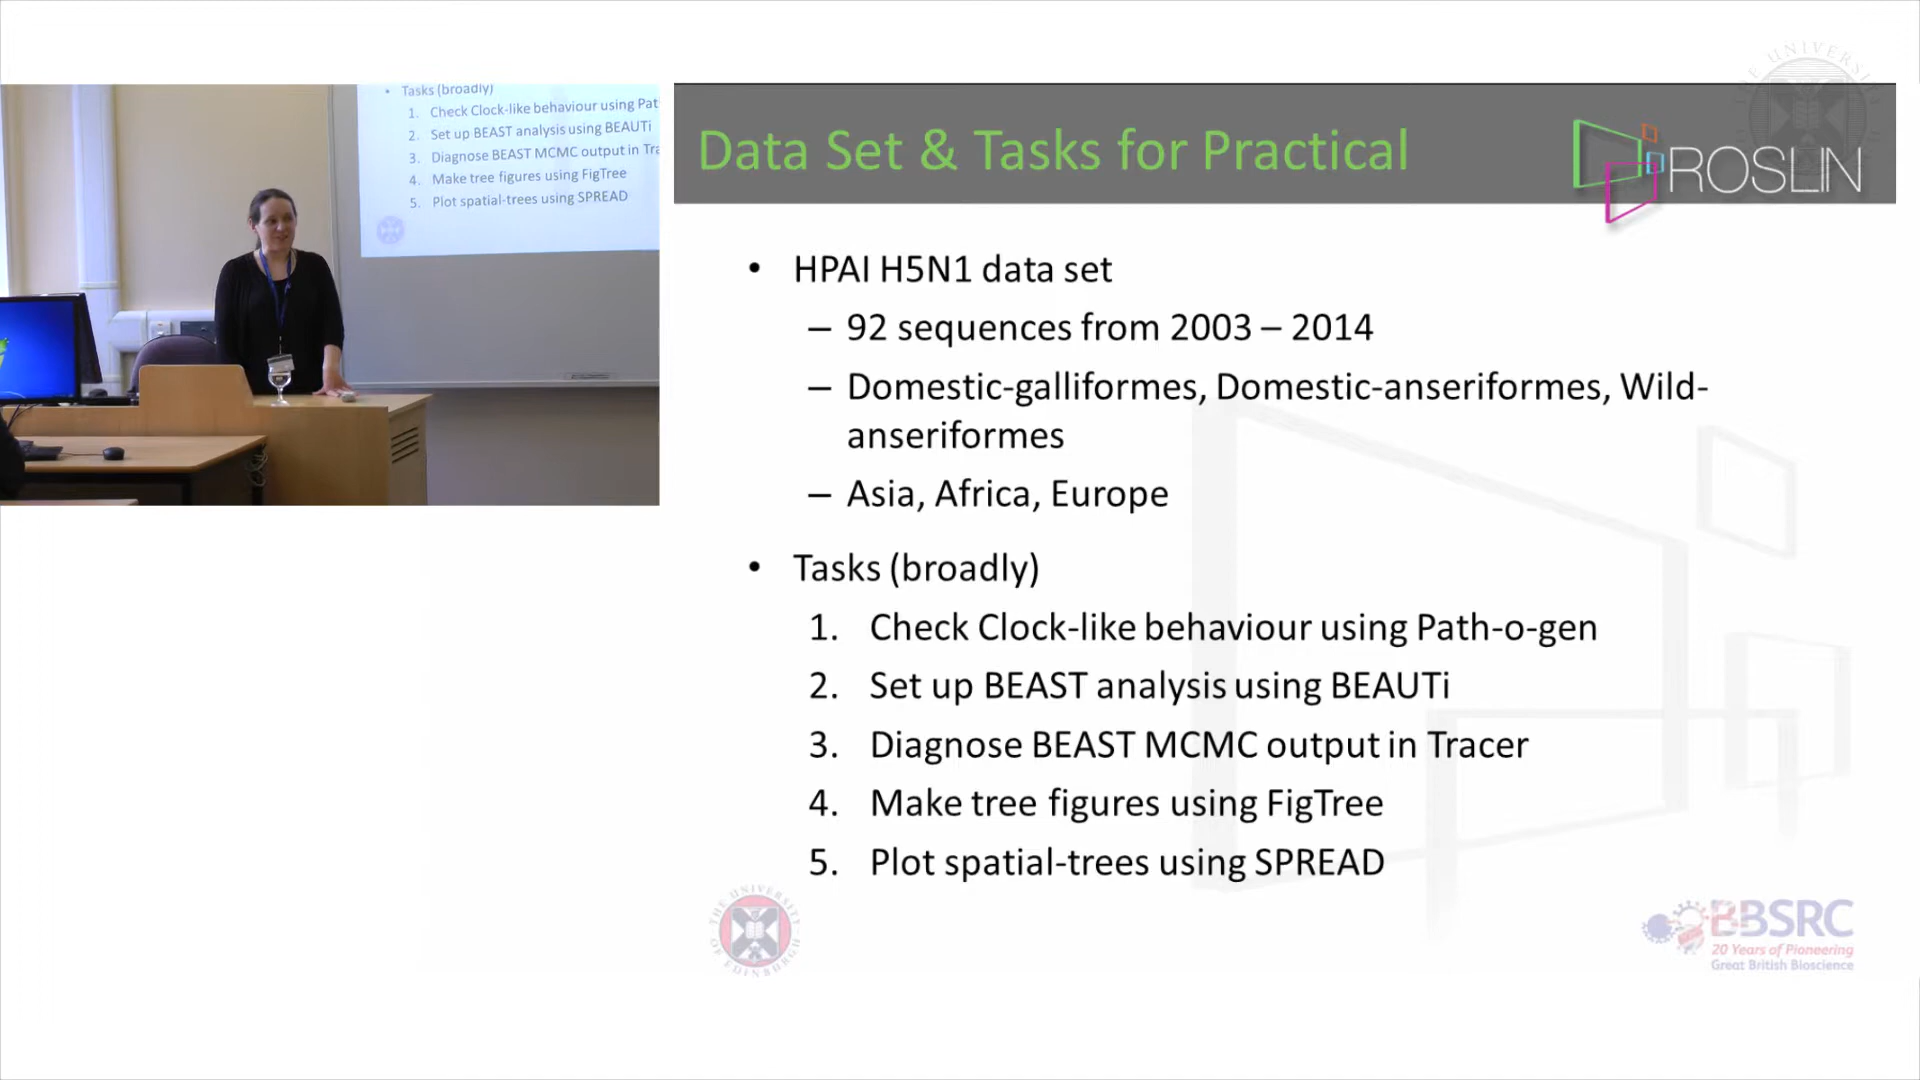 Tasks (broadly)
1. Check Clock-like behaviour using Pat
2. Set up BEAST analysis using BEAUTi
3. Diagnose BEAST MCMC output in Tra
4. Make tree figures using FigTree
5. Plot spatial-trees using SPREAD
Data Set & Tasks for Practical
ROSLIN
• HPAI H5N1 data set
– 92 sequences from 2003 – 2014
– Domestic-galliformes, Domestic-anseriformes, Wild-
anseriformes
– Asia, Africa, Europe
• Tasks (broadly)
1. Check Clock-like behaviour using Path-o-gen
2. Set up BEAST analysis using BEAUTi
3. Diagnose BEAST MCMC output in Tracer
4. Make tree figures using FigTree
5. Plot spatial-trees using SPREAD
THE UNIVERSITY
OF EDINBURGH
BBSRC
20 Years of Pioneering
Great British Bioscience